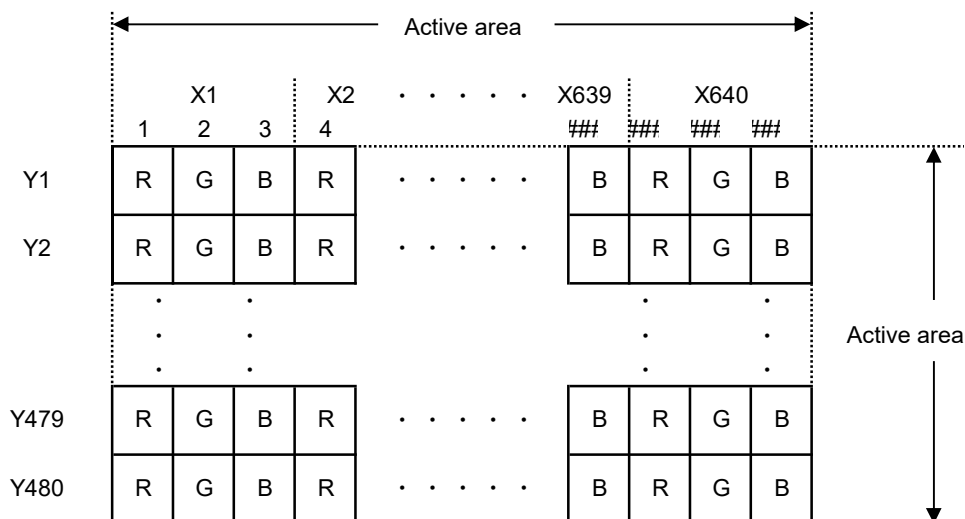 Active area
X1 X2 · · · · · X639 X640
1 2 3 4 ### ### ### ###
Y1 R G B R · · · · · B R G B
Y2 R G B R · · · · · B R G B
· · · ·
· · · ·
Active area
· · · ·
Y479 R G B R · · · · · B R G B
Y480 R G B R · · · · · B R G B